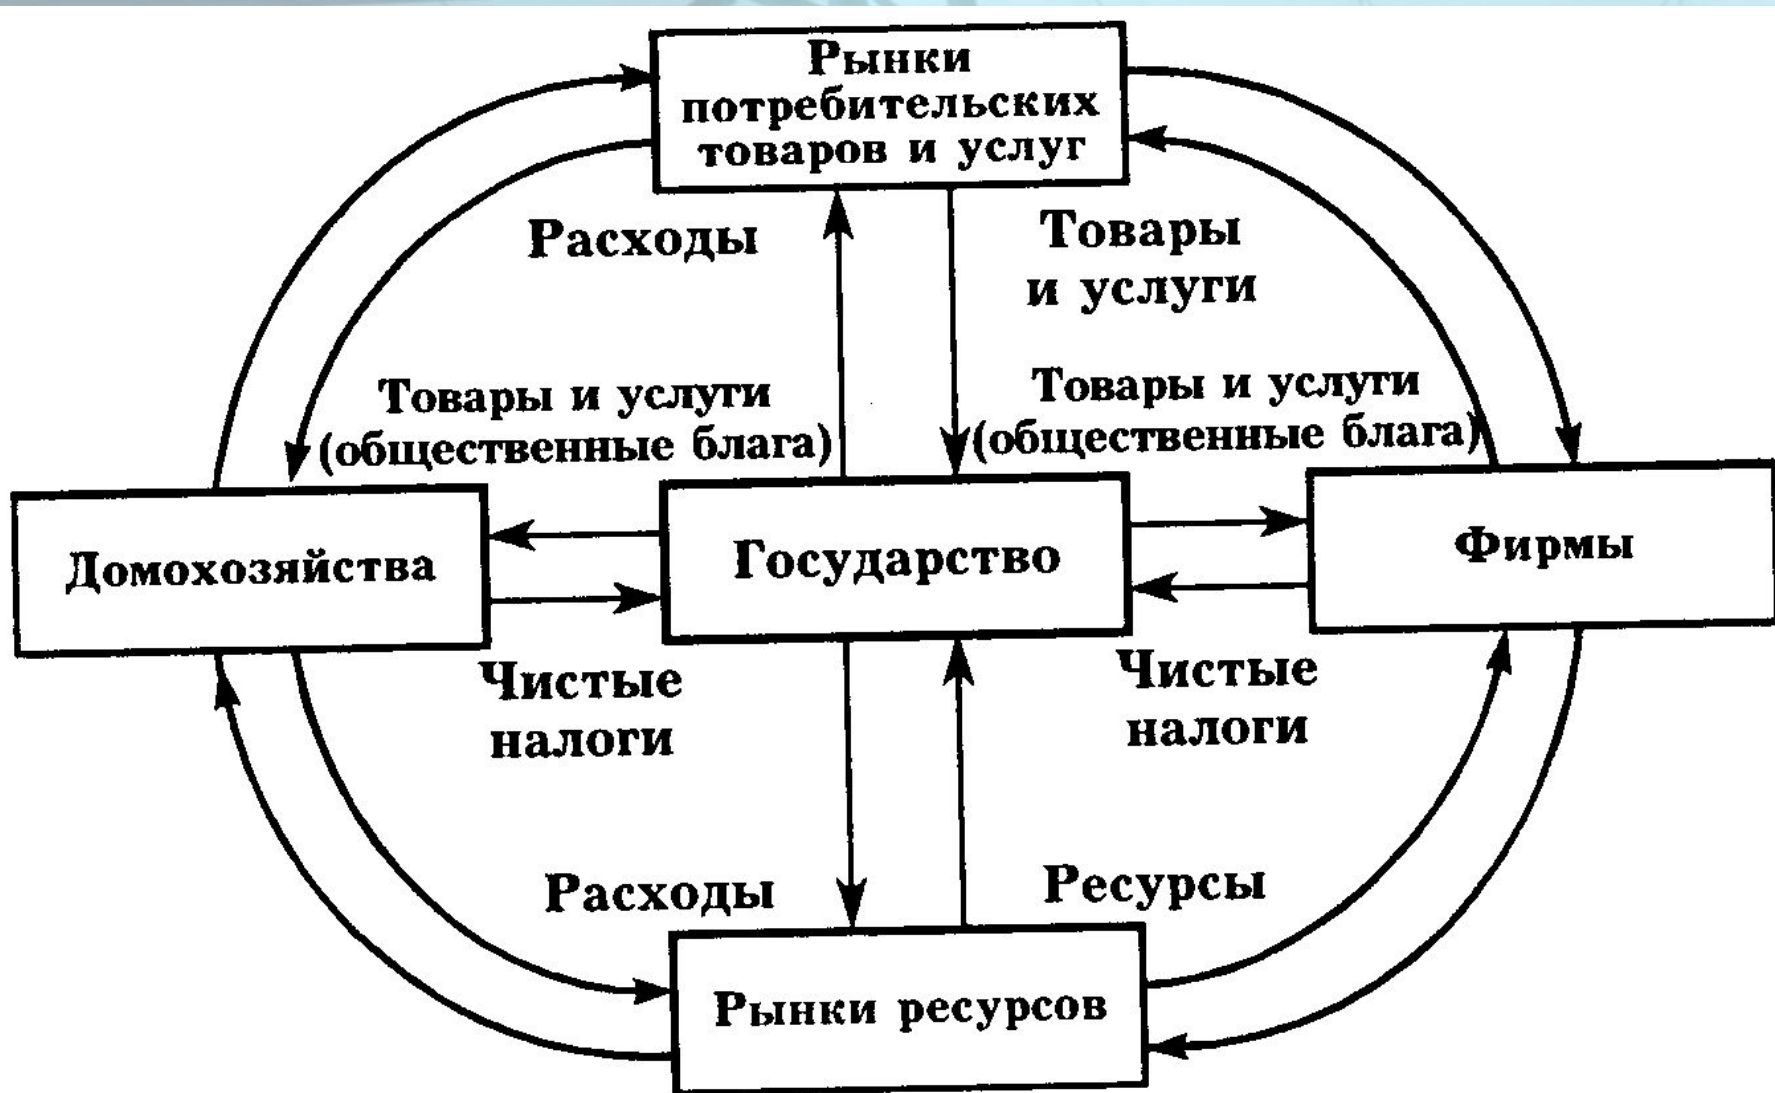 Рынки
потребительских
товаров и услуг
Расходы
Товары
и услуги
Товары и услуги
(общественные блага)
Товары и услуги
(общественные блага)
Домохозяйства
Государство
Фирмы
Чистые
налоги
Чистые
налоги
Расходы
Ресурсы
Рынки ресурсов